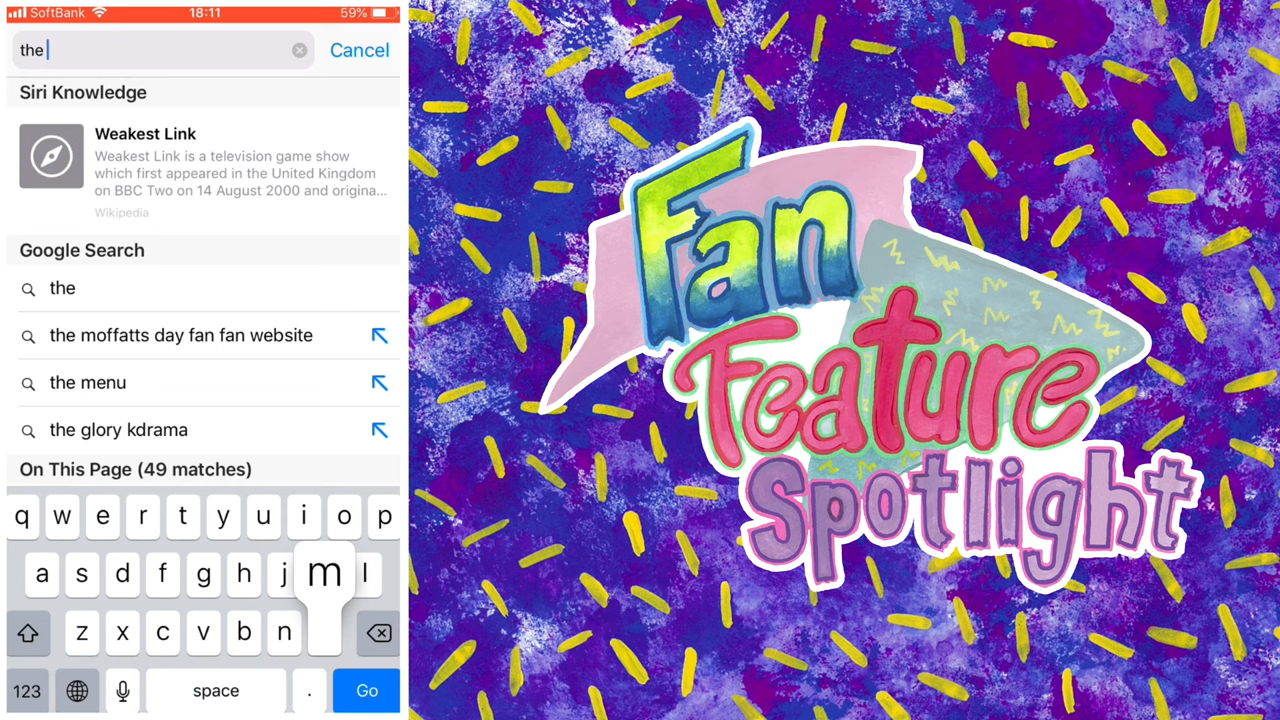 SoftBank 18:11 59%
the Cancel
Siri Knowledge
Weakest Link
Weakest Link is a television game show
which first appeared in the United Kingdom
on BBC Two on 14 August 2000 and origina...
Wikipedia
Google Search
the
the moffatts day fan fan website
the menu
the glory kdrama
On This Page (49 matches)
q w e r t y u i o p
a s d f g h j m l
z x c v b n
123 space . Go
Fan
Feature
Spotlight